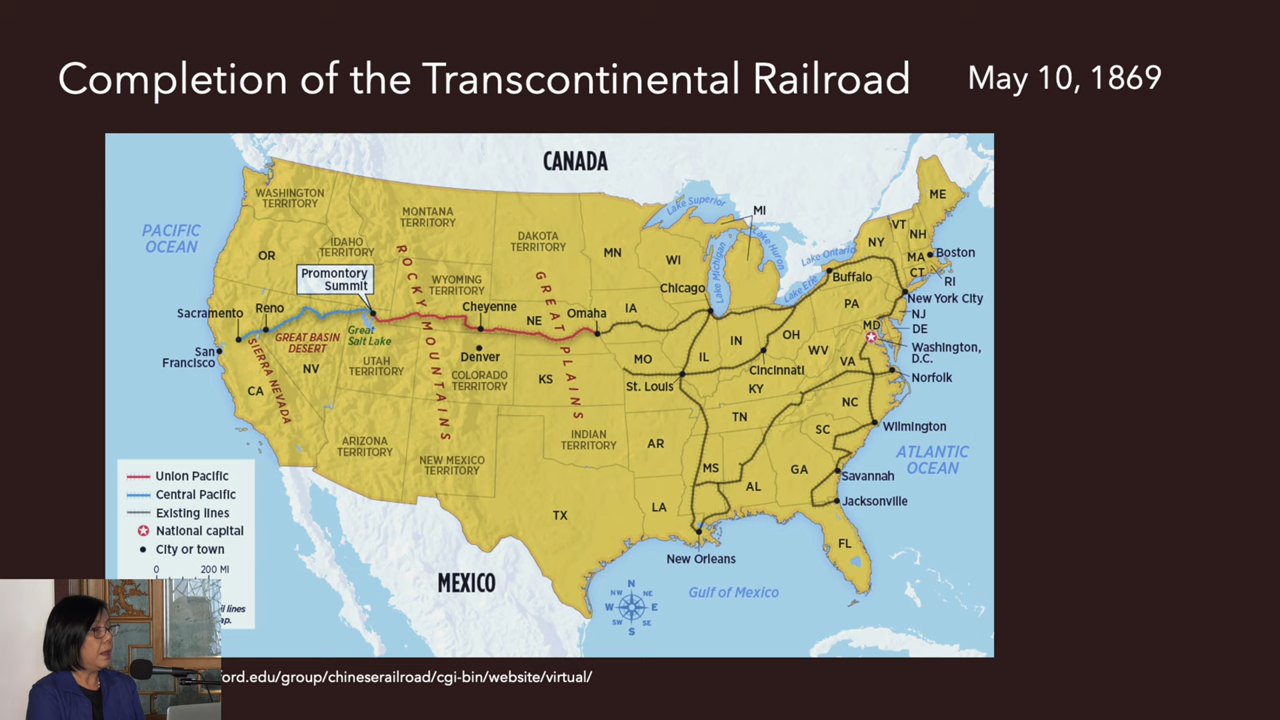 Completion of the Transcontinental Railroad
May 10, 1869
CANADA
WASHINGTON
TERRITORY
MONTANA
TERRITORY
Lake Superior
MI
ME
PACIFIC
OCEAN
OR
IDAHO
TERRITORY
DAKOTA
TERRITORY
MN
WI
Lake Michigan
Lake Huron
Lake Ontario
Lake Erie
VT
NH
NY
MA
CT
RI
Boston
Promontory
Summit
ROCKY MOUNTAINS
WYOMING
TERRITORY
GREAT PLAINS
Chicago
Buffalo
PA
New York City
NJ
DE
MD
Washington,
D.C.
Sacramento
Reno
Cheyenne
NE
Omaha
IA
San
Francisco
SIERRA NEVADA
GREAT BASIN
DESERT
Great
Salt Lake
NV
UTAH
TERRITORY
Denver
COLORADO
TERRITORY
KS
MO
St. Louis
IL
IN
OH
Cincinnati
WV
VA
KY
Norfolk
CA
ARIZONA
TERRITORY
NEW MEXICO
TERRITORY
INDIAN
TERRITORY
AR
TN
NC
SC
Wilmington
ATLANTIC
OCEAN
MS
AL
GA
Savannah
Jacksonville
TX
LA
New Orleans
FL
MEXICO
Gulf of Mexico
N
NE
E
SE
S
SW
W
NW
Union Pacific
Central Pacific
Existing lines
National capital
City or town
0
200 MI
lines
ford.edu/group/chineserailroad/cgi-bin/website/virtual/